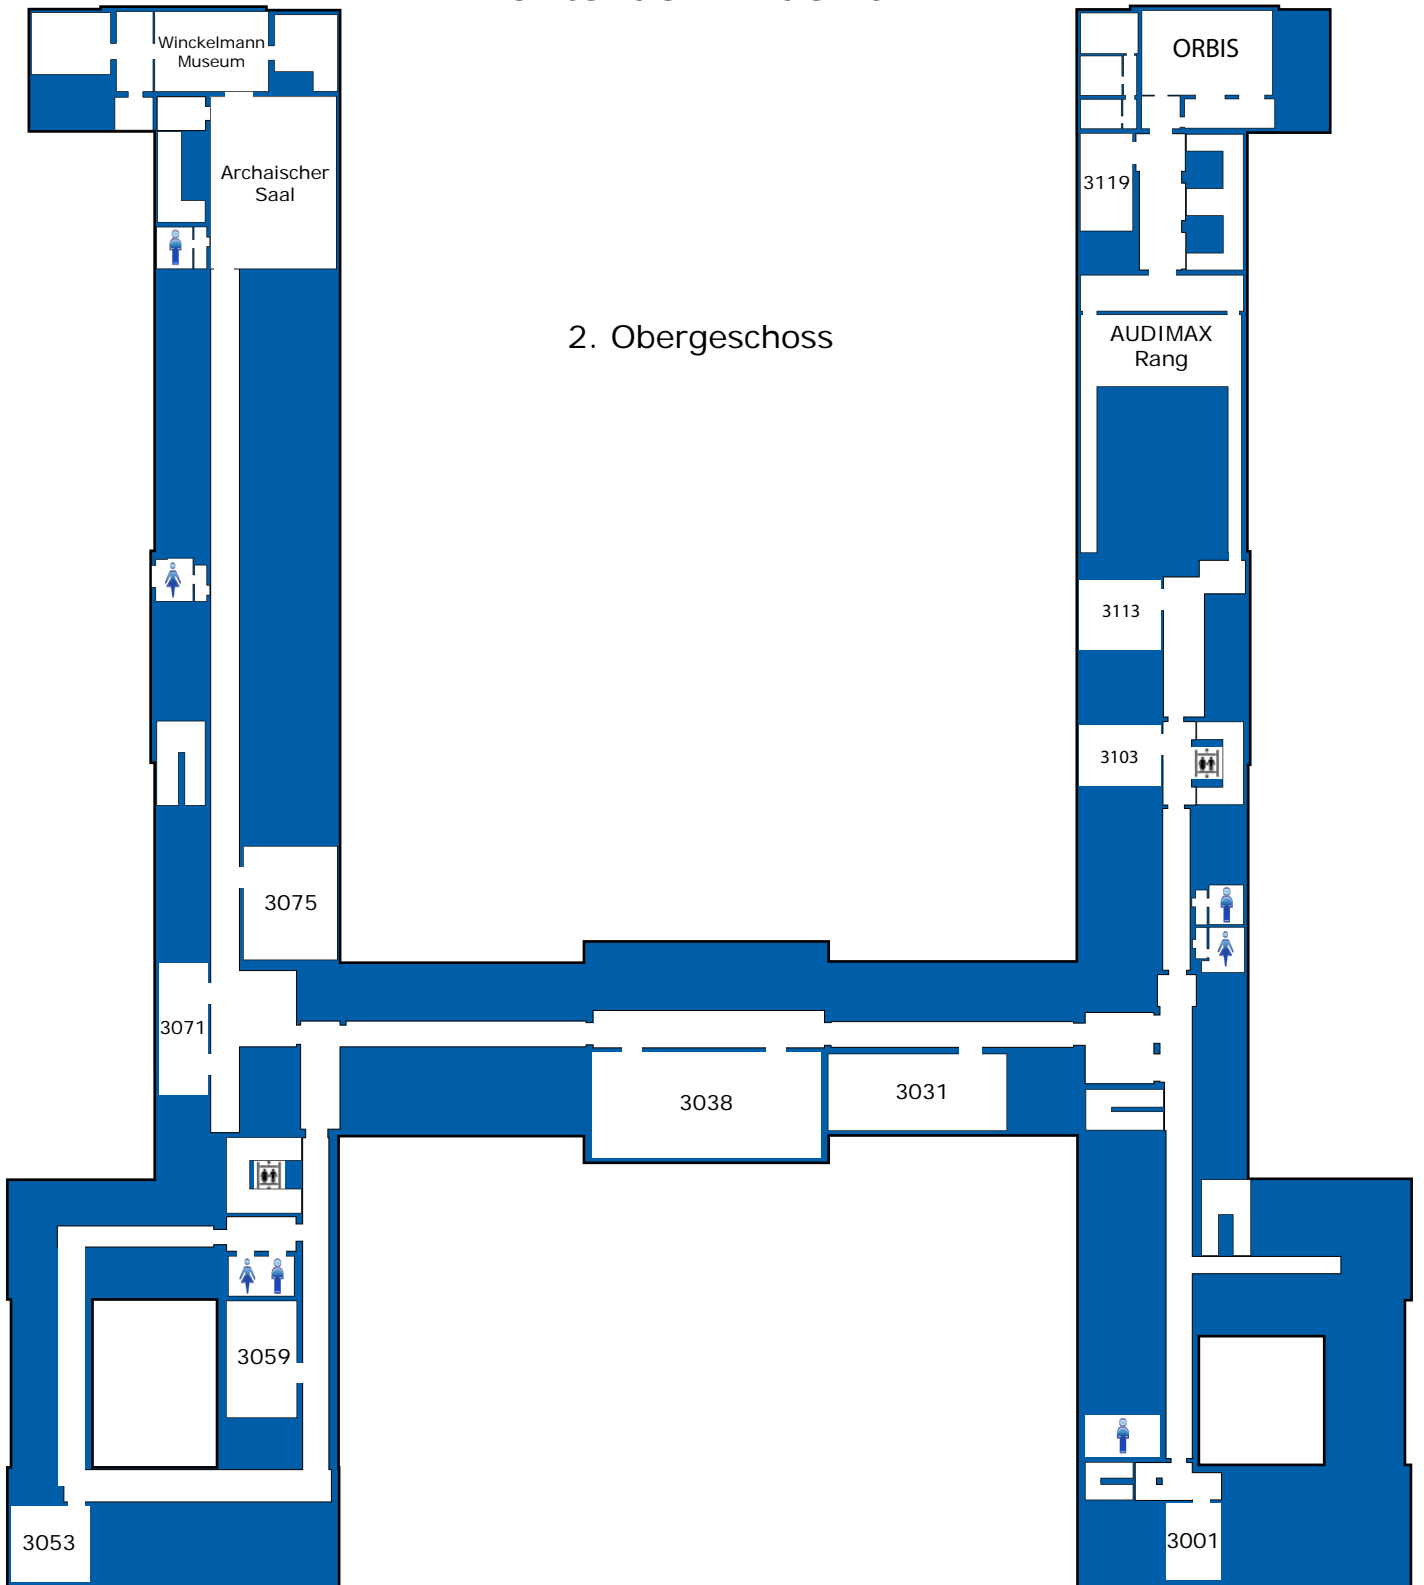 Winckelmann
Museum
ORBIS
Archaischer
Saal
3119
2. Obergeschoss
AUDIMAX
Rang
3113
3103
3075
3071
3038
3031
3059
3053
3001